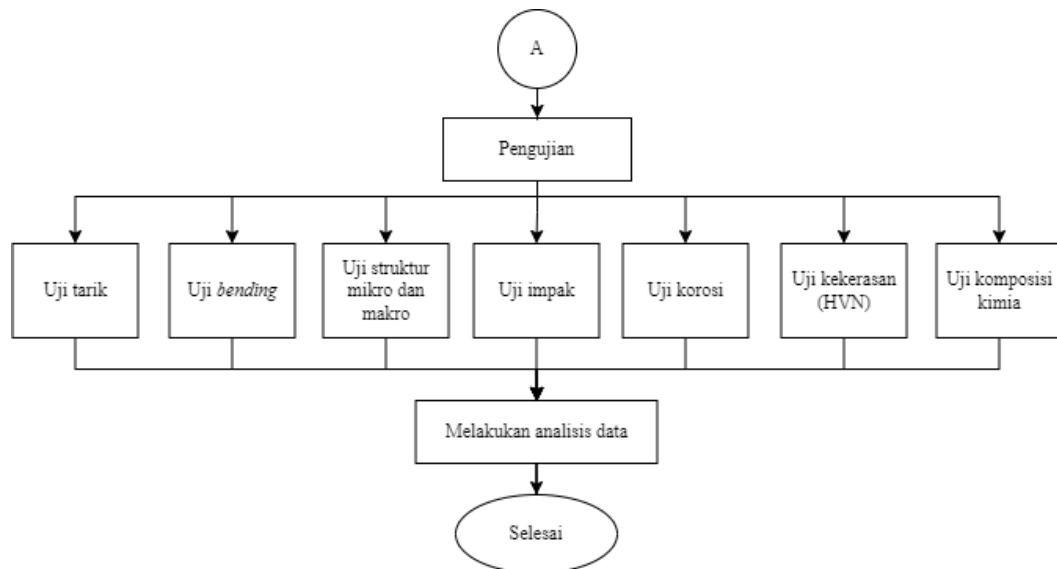 A
Pengujian
Uji tarik
Uji bending
Uji struktur
mikro dan
makro
Uji impak
Uji korosi
Uji kekerasan
(HVN)
Uji komposisi
kimia
Melakukan analisis data
Selesai